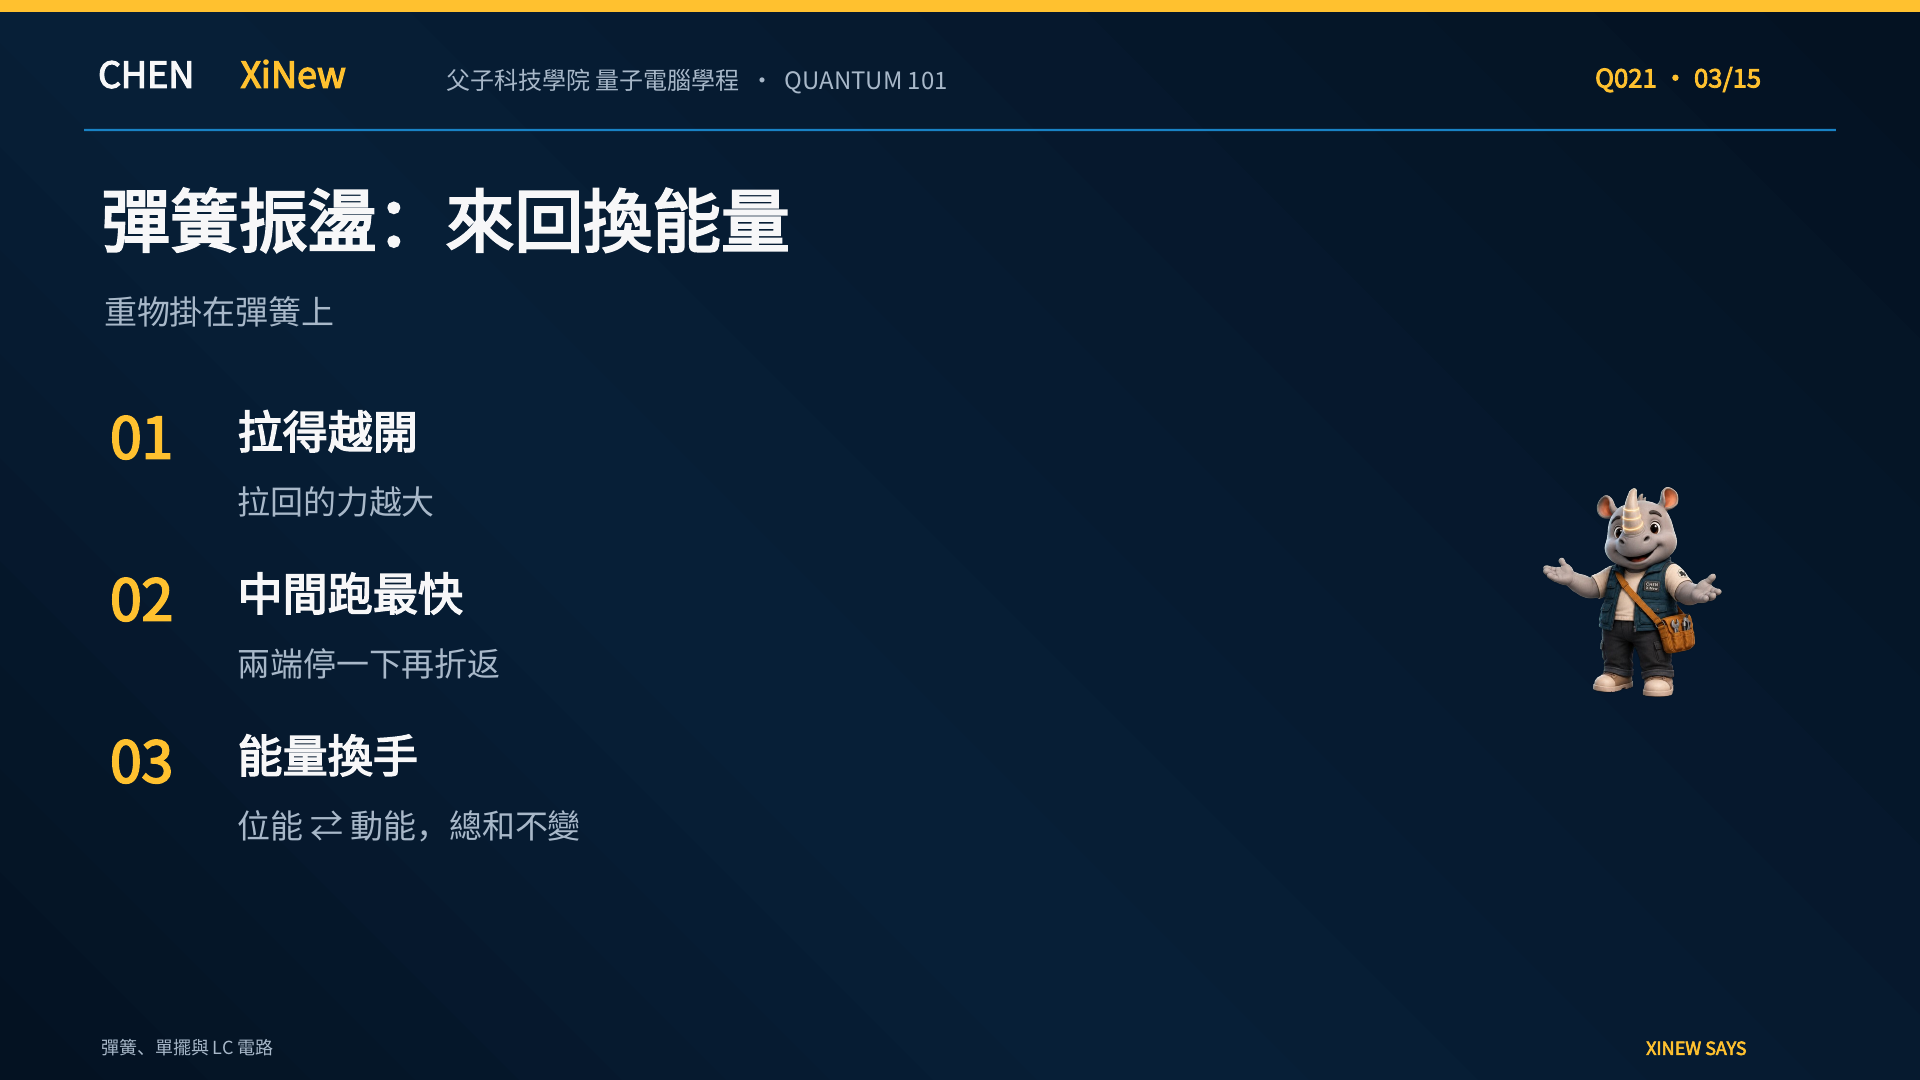 CHEN XiNew 父子科技學院 量子電腦學程 • QUANTUM 101 Q021 • 03/15
彈簧振盪：來回換能量
重物掛在彈簧上
01 拉得越開
拉回的力越大
02 中間跑最快
兩端停一下再折返
03 能量換手
位能 ⇄ 動能，總和不變
彈簧、單擺與 LC 電路 XINEW SAYS